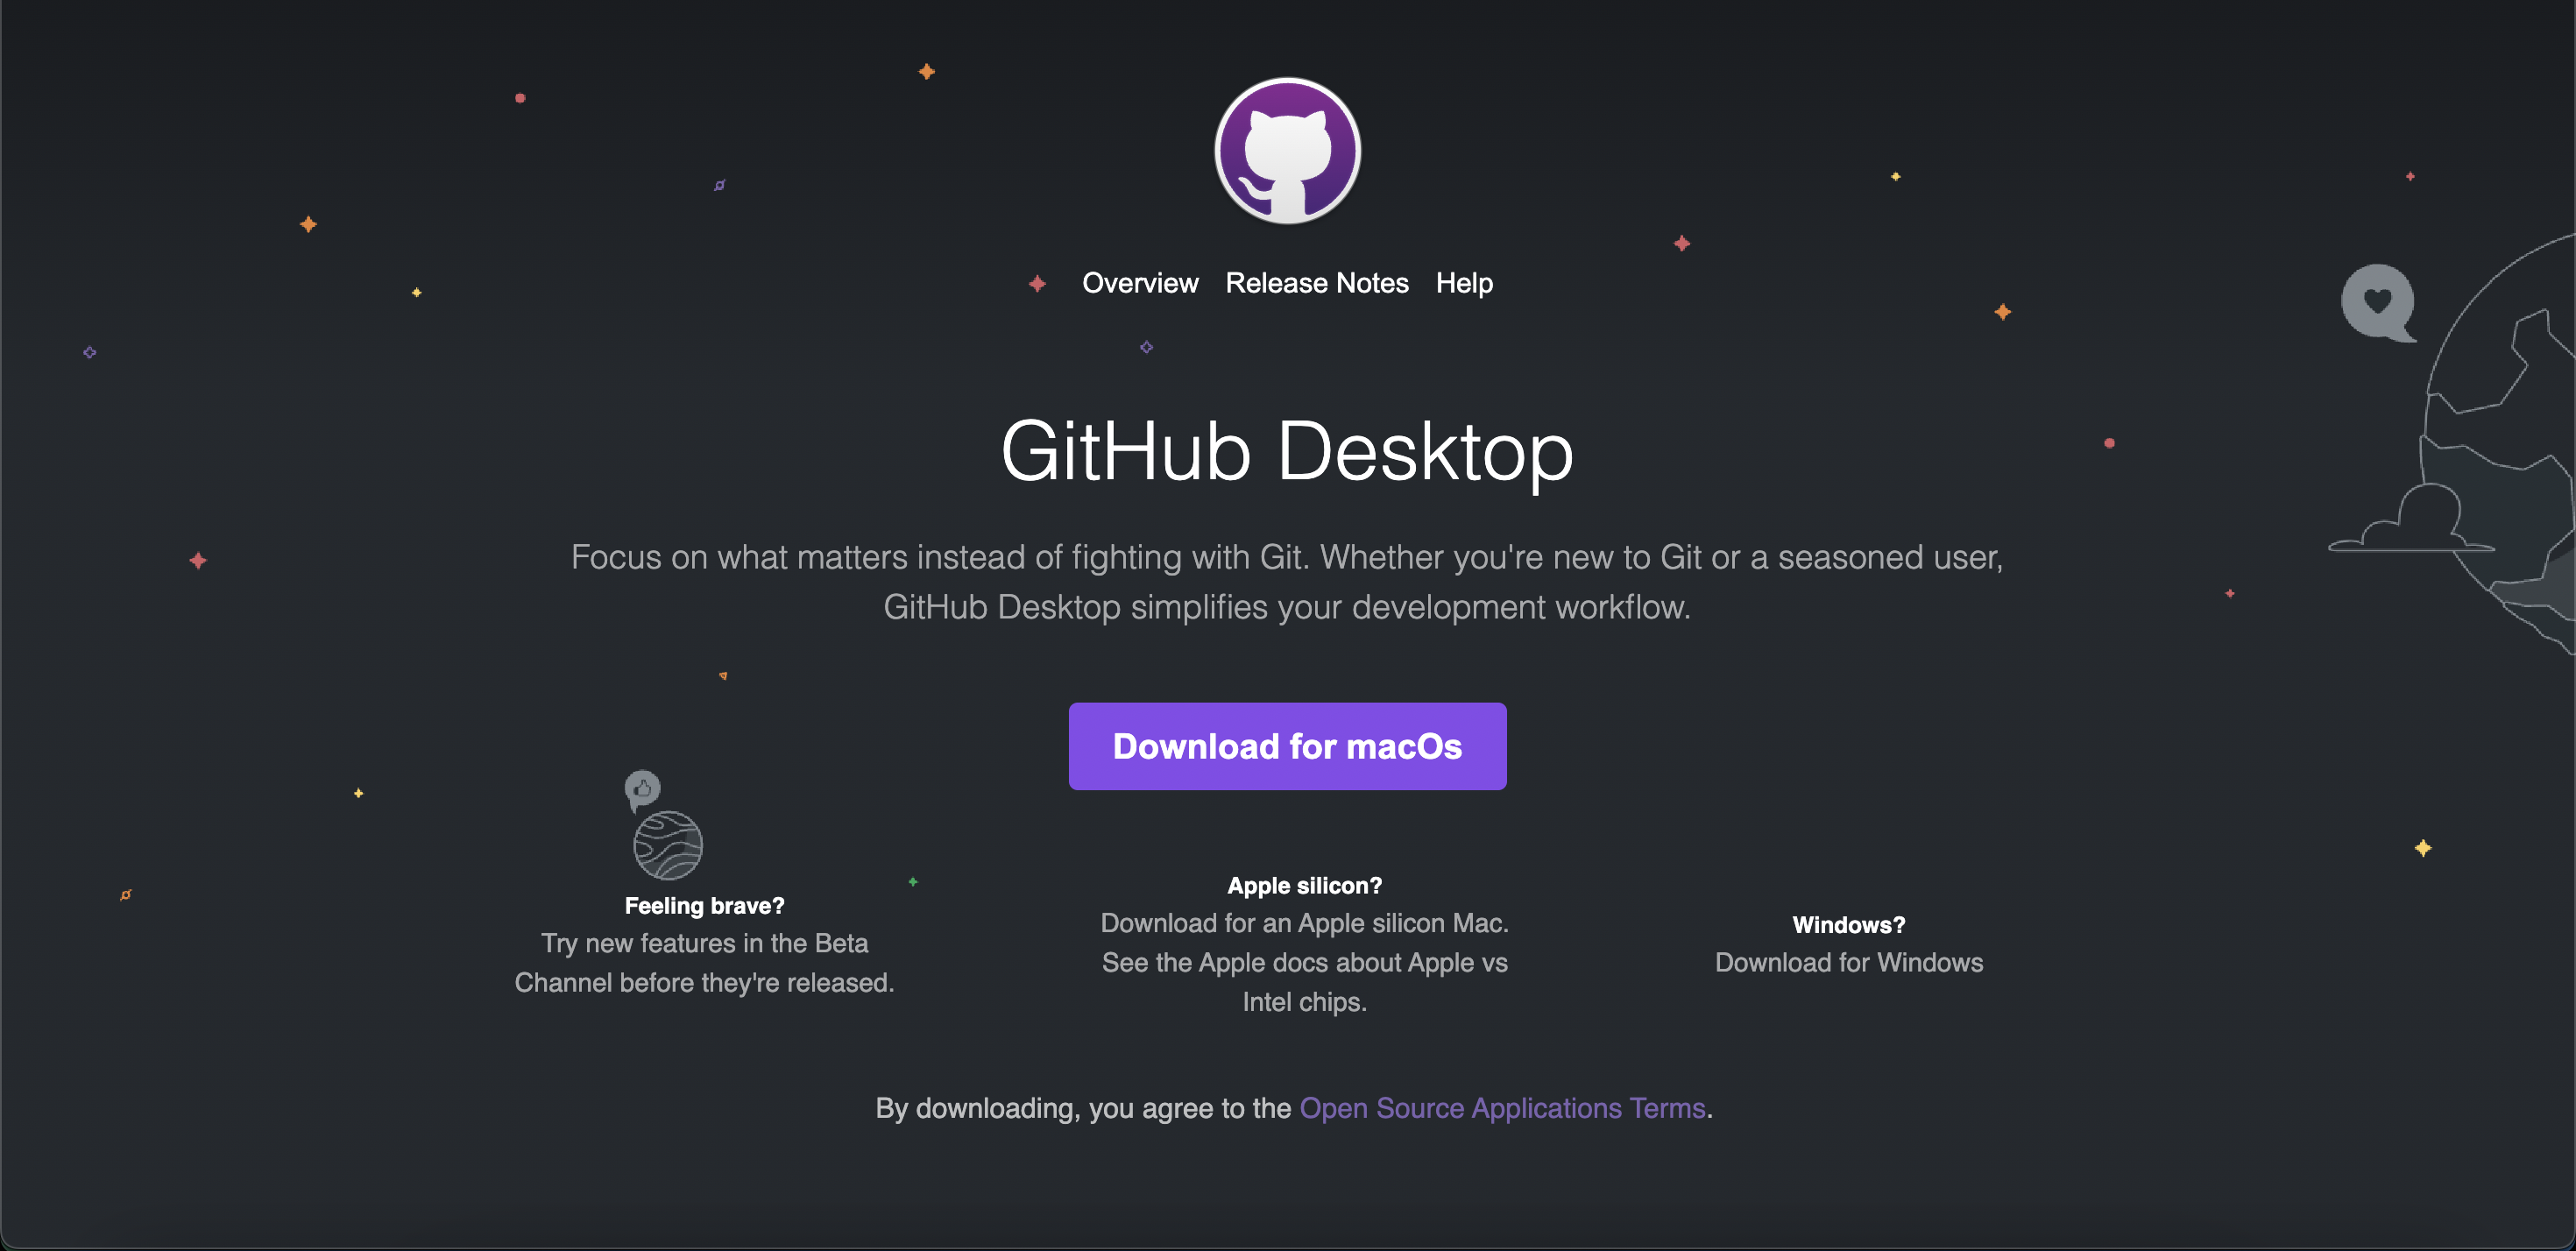 Overview Release Notes Help
GitHub Desktop
Focus on what matters instead of fighting with Git. Whether you're new to Git or a seasoned user,
GitHub Desktop simplifies your development workflow.
Download for macOs
Feeling brave?
Try new features in the Beta
Channel before they're released.
Apple silicon?
Download for an Apple silicon Mac.
See the Apple docs about Apple vs
Intel chips.
Windows?
Download for Windows
By downloading, you agree to the Open Source Applications Terms.